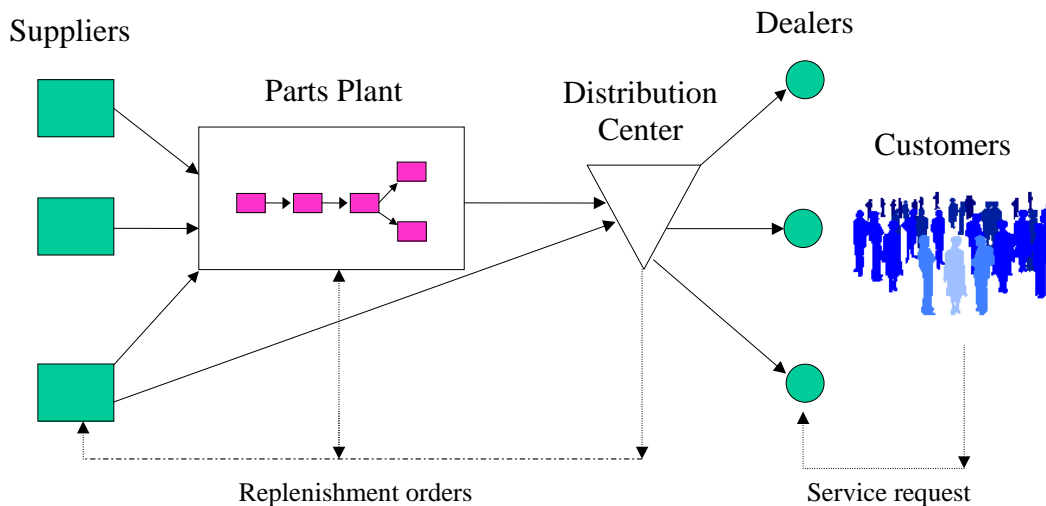 Suppliers
Dealers
Parts Plant
Distribution
Center
Customers
Replenishment orders
Service request